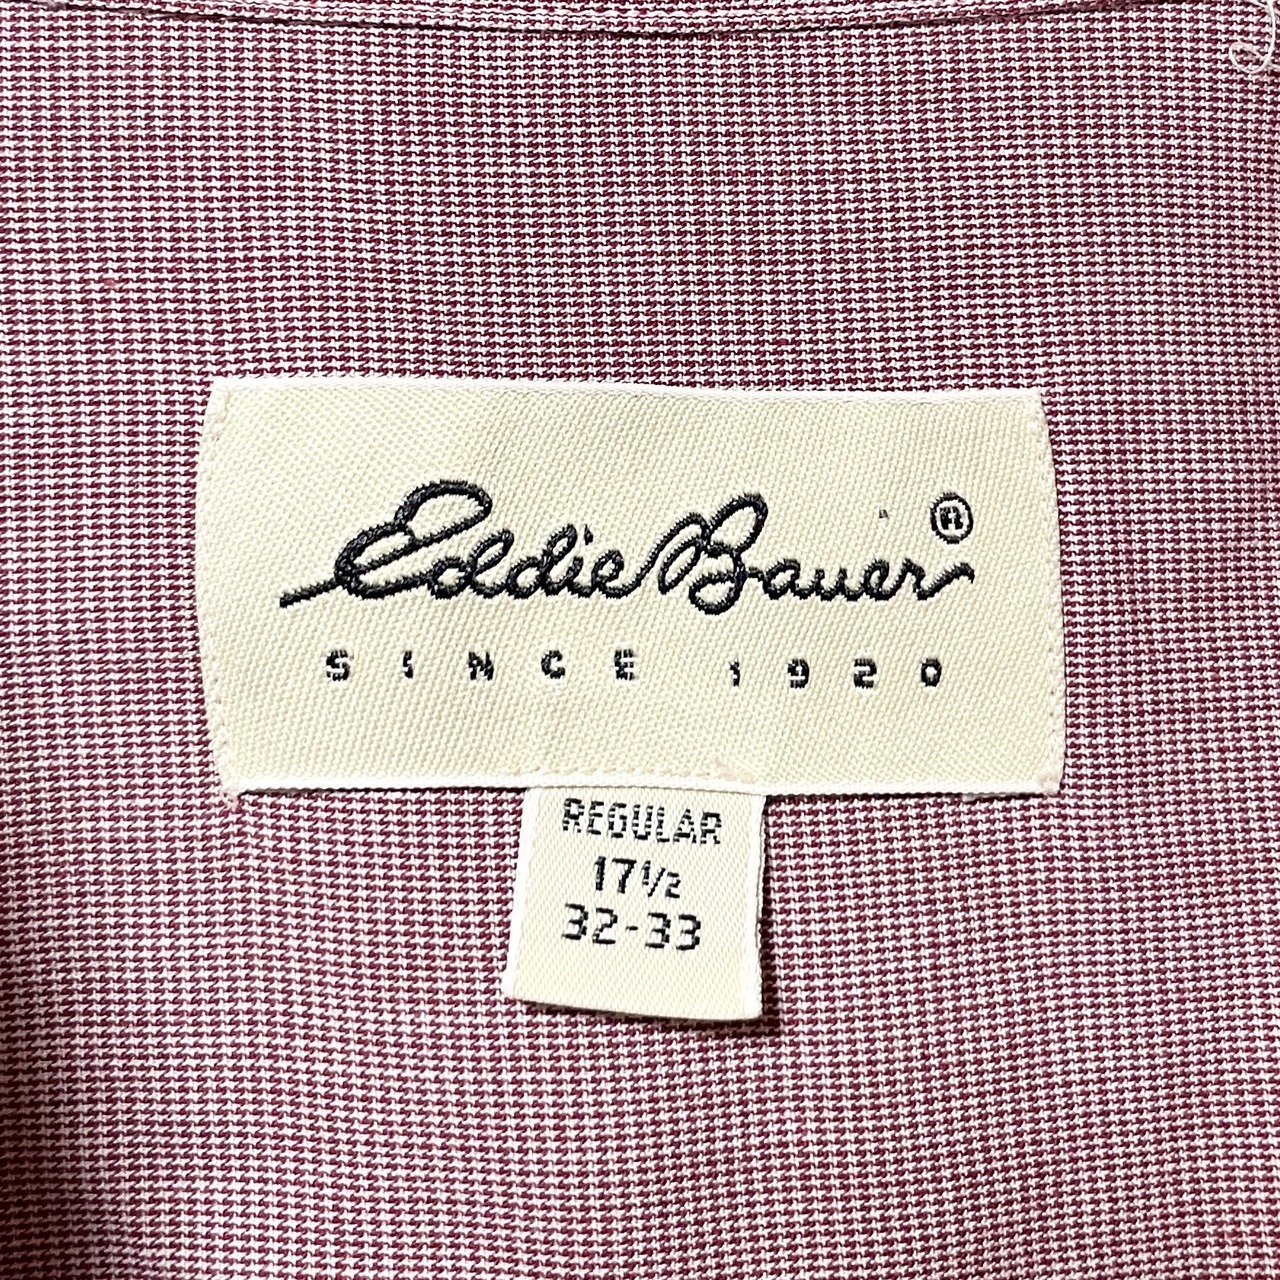 Eddie Bauer®
SINCE 1920
REGULAR
17½
32-33